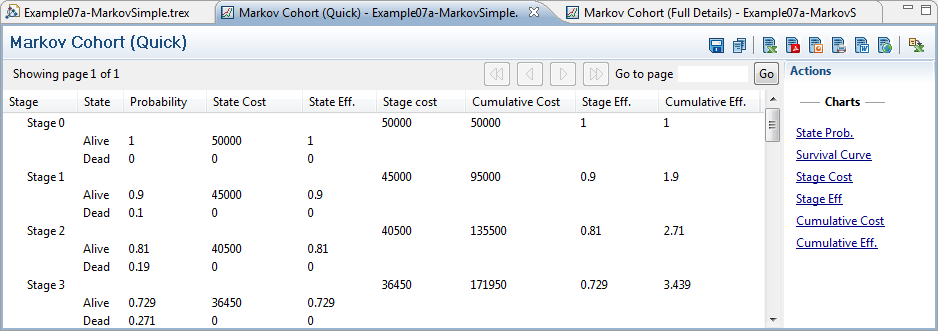 Example07a-MarkovSimple.trex Markov Cohort (Quick) - Example07a-MarkovSimple. Markov Cohort (Full Details) - Example07a-MarkovS
Markov Cohort (Quick)
Showing page 1 of 1 Go to page Go
Actions
Stage State Probability State Cost State Eff. Stage cost Cumulative Cost Stage Eff. Cumulative Eff.
Stage 0 50000 50000 1 1
Alive 1 50000 1
Dead 0 0 0
Stage 1 45000 95000 0.9 1.9
Alive 0.9 45000 0.9
Dead 0.1 0 0
Stage 2 40500 135500 0.81 2.71
Alive 0.81 40500 0.81
Dead 0.19 0 0
Stage 3 36450 171950 0.729 3.439
Alive 0.729 36450 0.729
Dead 0.271 0 0
Charts
State Prob.
Survival Curve
Stage Cost
Stage Eff
Cumulative Cost
Cumulative Eff.